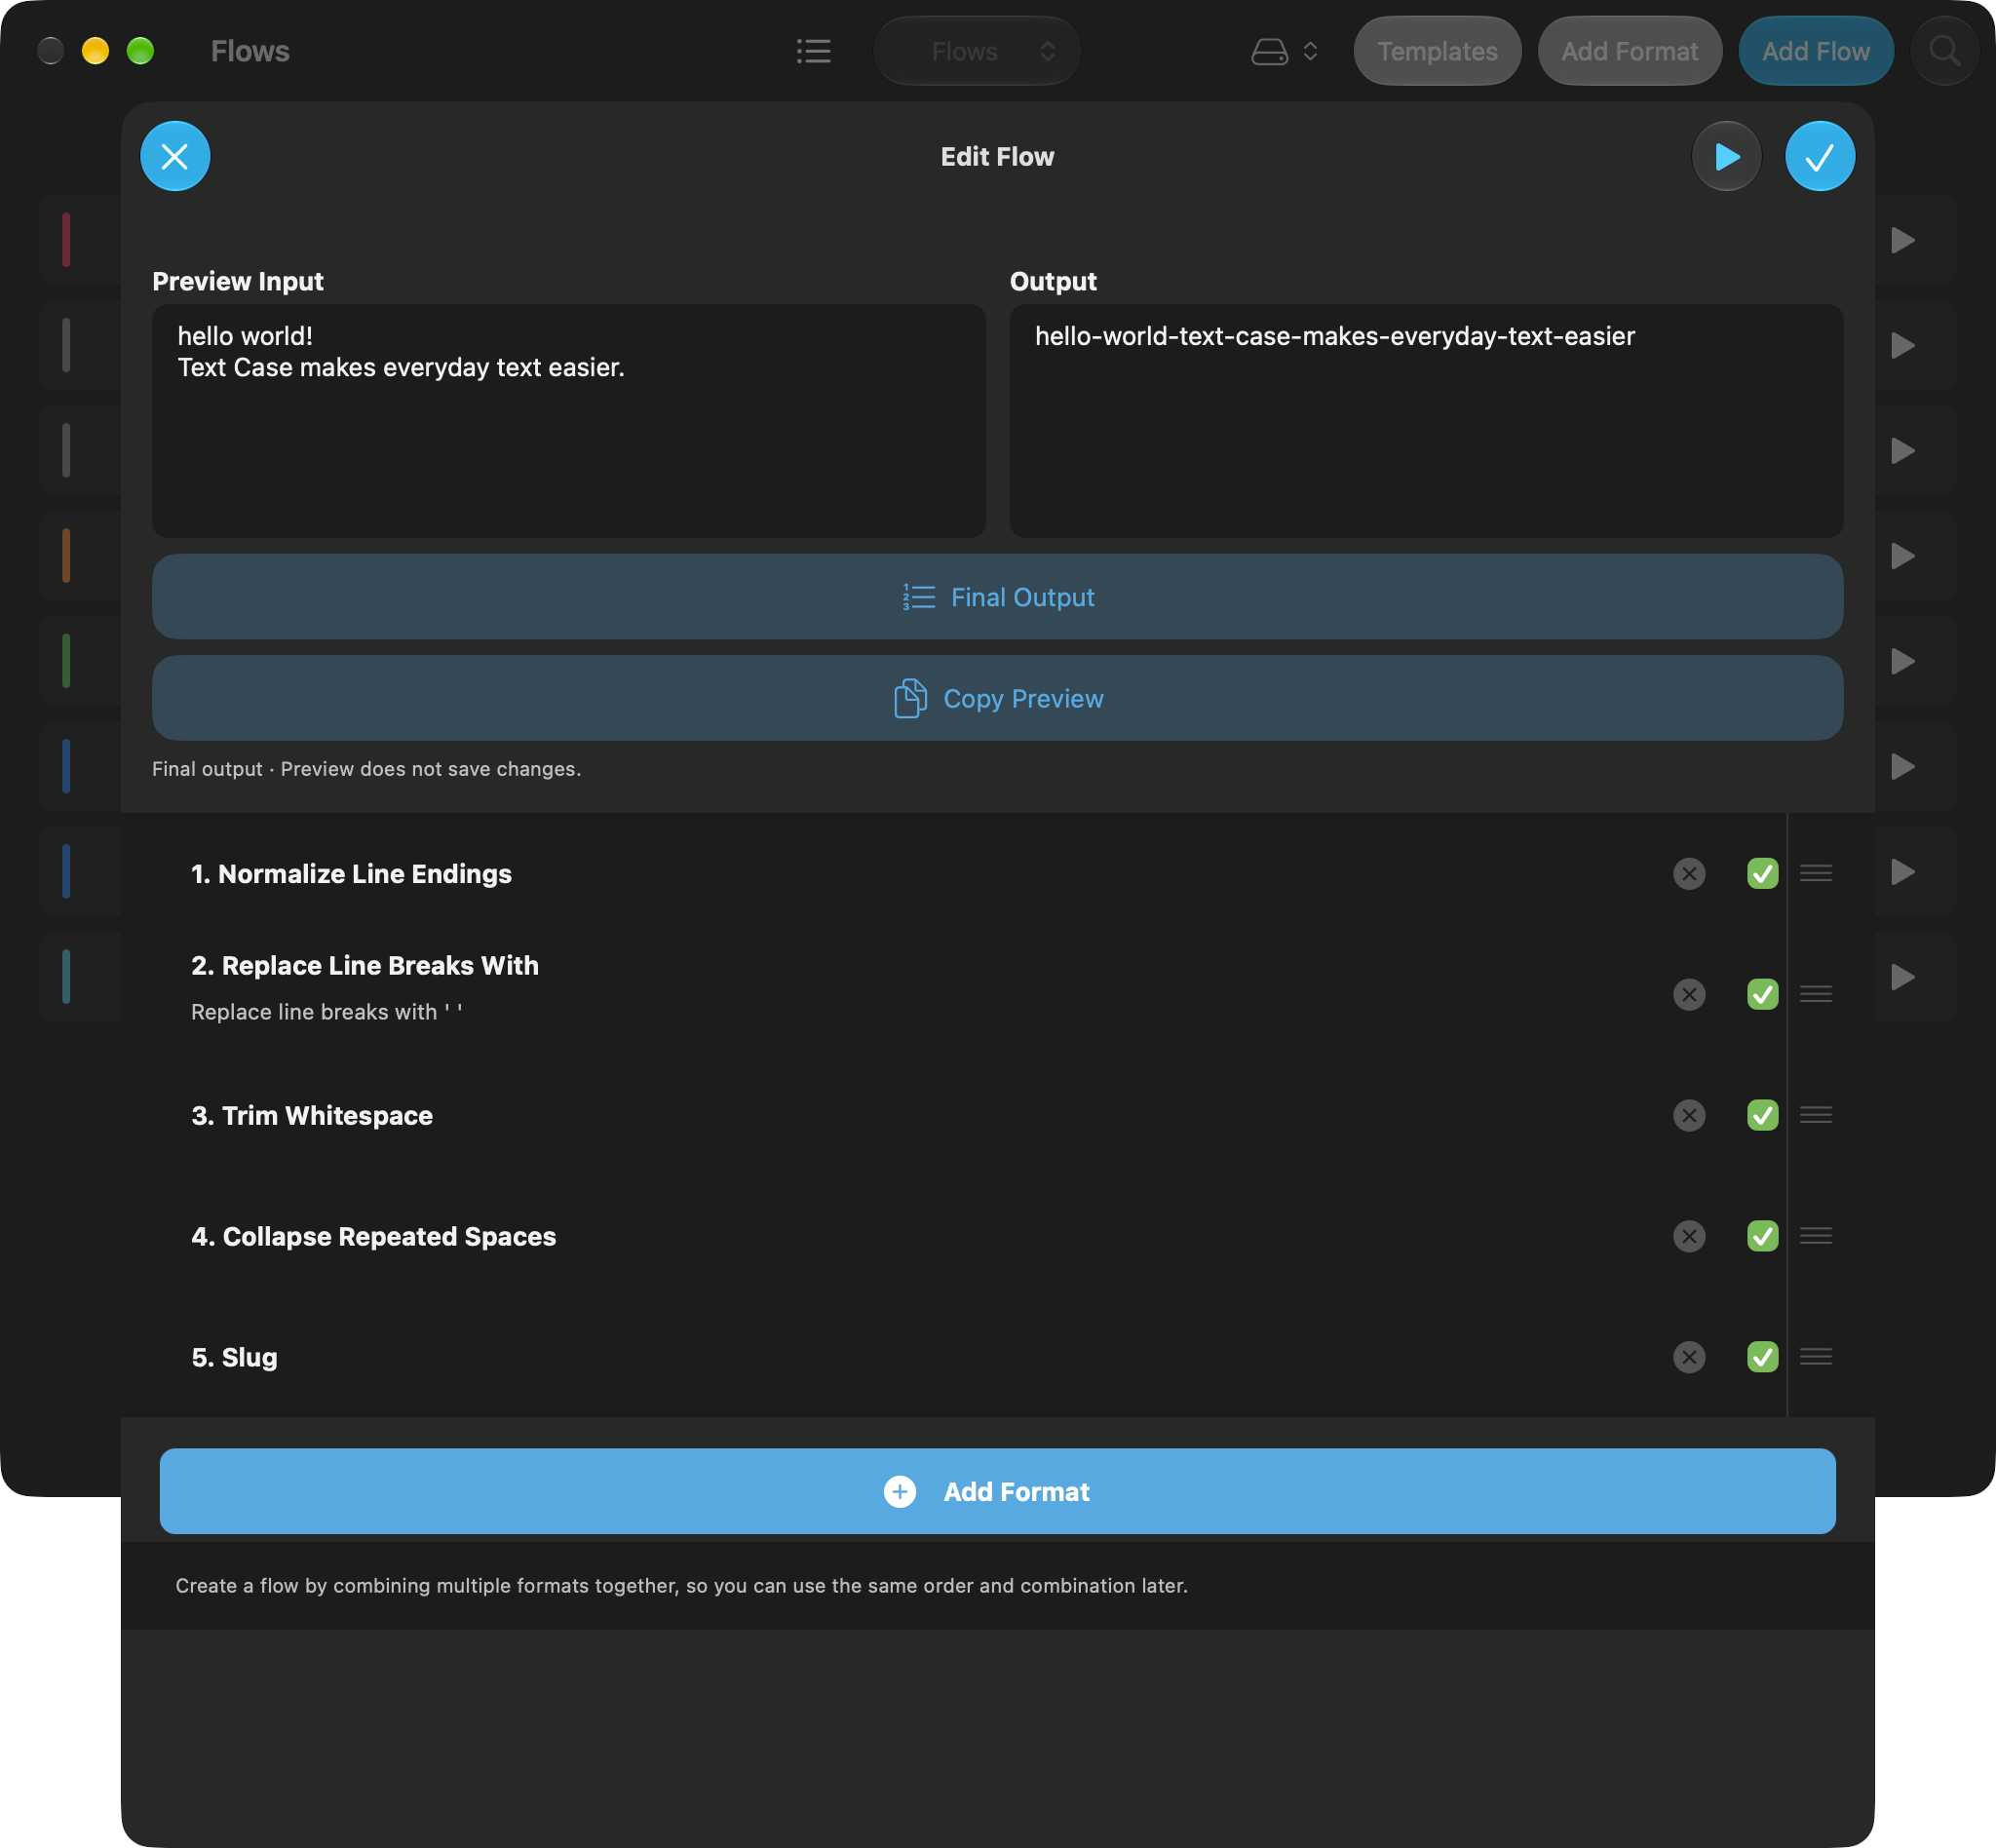 Flows
Flows
Templates
Add Format
Add Flow
Edit Flow
Preview Input
Output
hello world!
Text Case makes everyday text easier.
hello-world-text-case-makes-everyday-text-easier
Final Output
Copy Preview
Final output · Preview does not save changes.
1. Normalize Line Endings
2. Replace Line Breaks With
Replace line breaks with ' '
3. Trim Whitespace
4. Collapse Repeated Spaces
5. Slug
Add Format
Create a flow by combining multiple formats together, so you can use the same order and combination later.